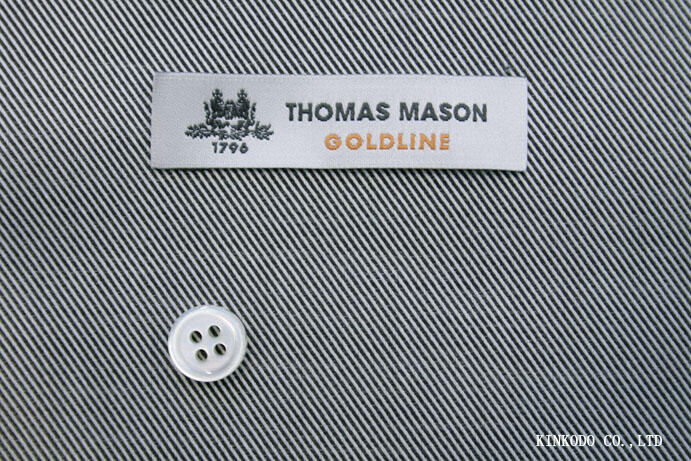 THOMAS MASON
GOLDLINE
1796
KINKODO CO.,LTD